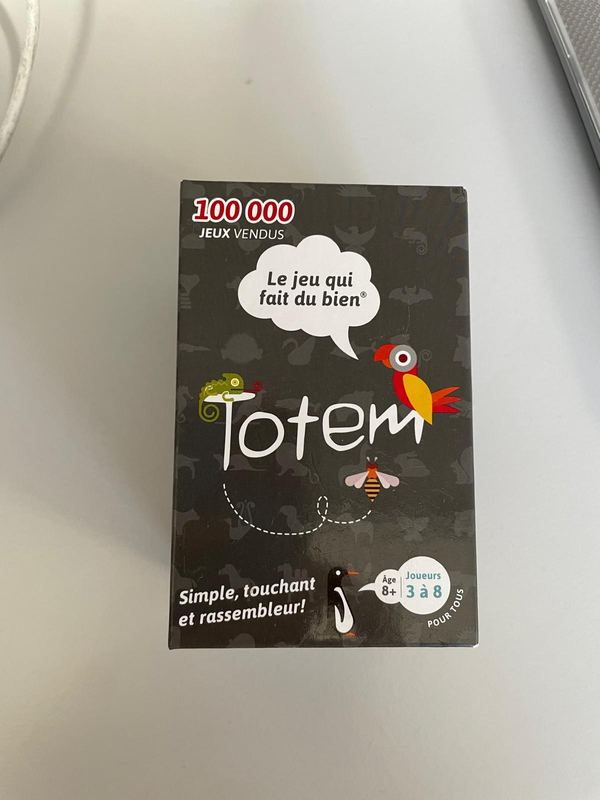 100 000
JEUX VENDUS
Le jeu qui
fait du bien®
Totem
Simple, touchant
et rassembleur!
Âge
8+
Joueurs
3 à 8
POUR TOUS